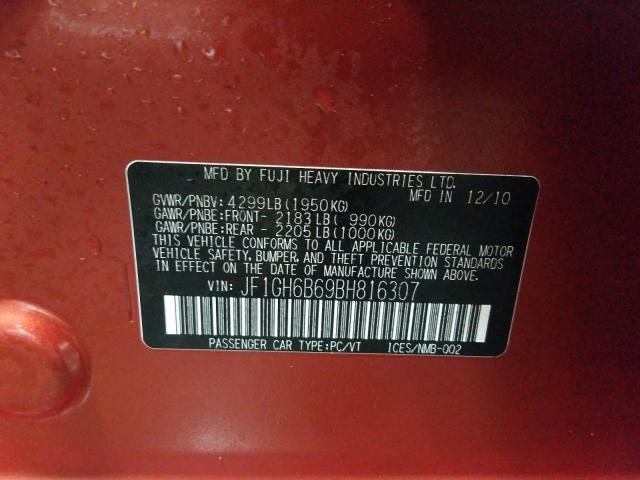 MFD BY FUJI HEAVY INDUSTRIES LTD.
GVWR/PNBV: 4299LB(1950KG) MFD IN 12/10
GAWR/PNBE:FRONT- 2183LB( 990KG)
GAWR/PNBE:REAR - 2205LB(1000KG)
THIS VEHICLE CONFORMS TO ALL APPLICABLE FEDERAL MOTOR
VEHICLE SAFETY, BUMPER, AND THEFT PREVENTION STANDARDS
IN EFFECT ON THE DATE OF MANUFACTURE SHOWN ABOVE.
VIN: JF1GH6B69BH816307
PASSENGER CAR TYPE:PC/VT 1CES/NMB-002